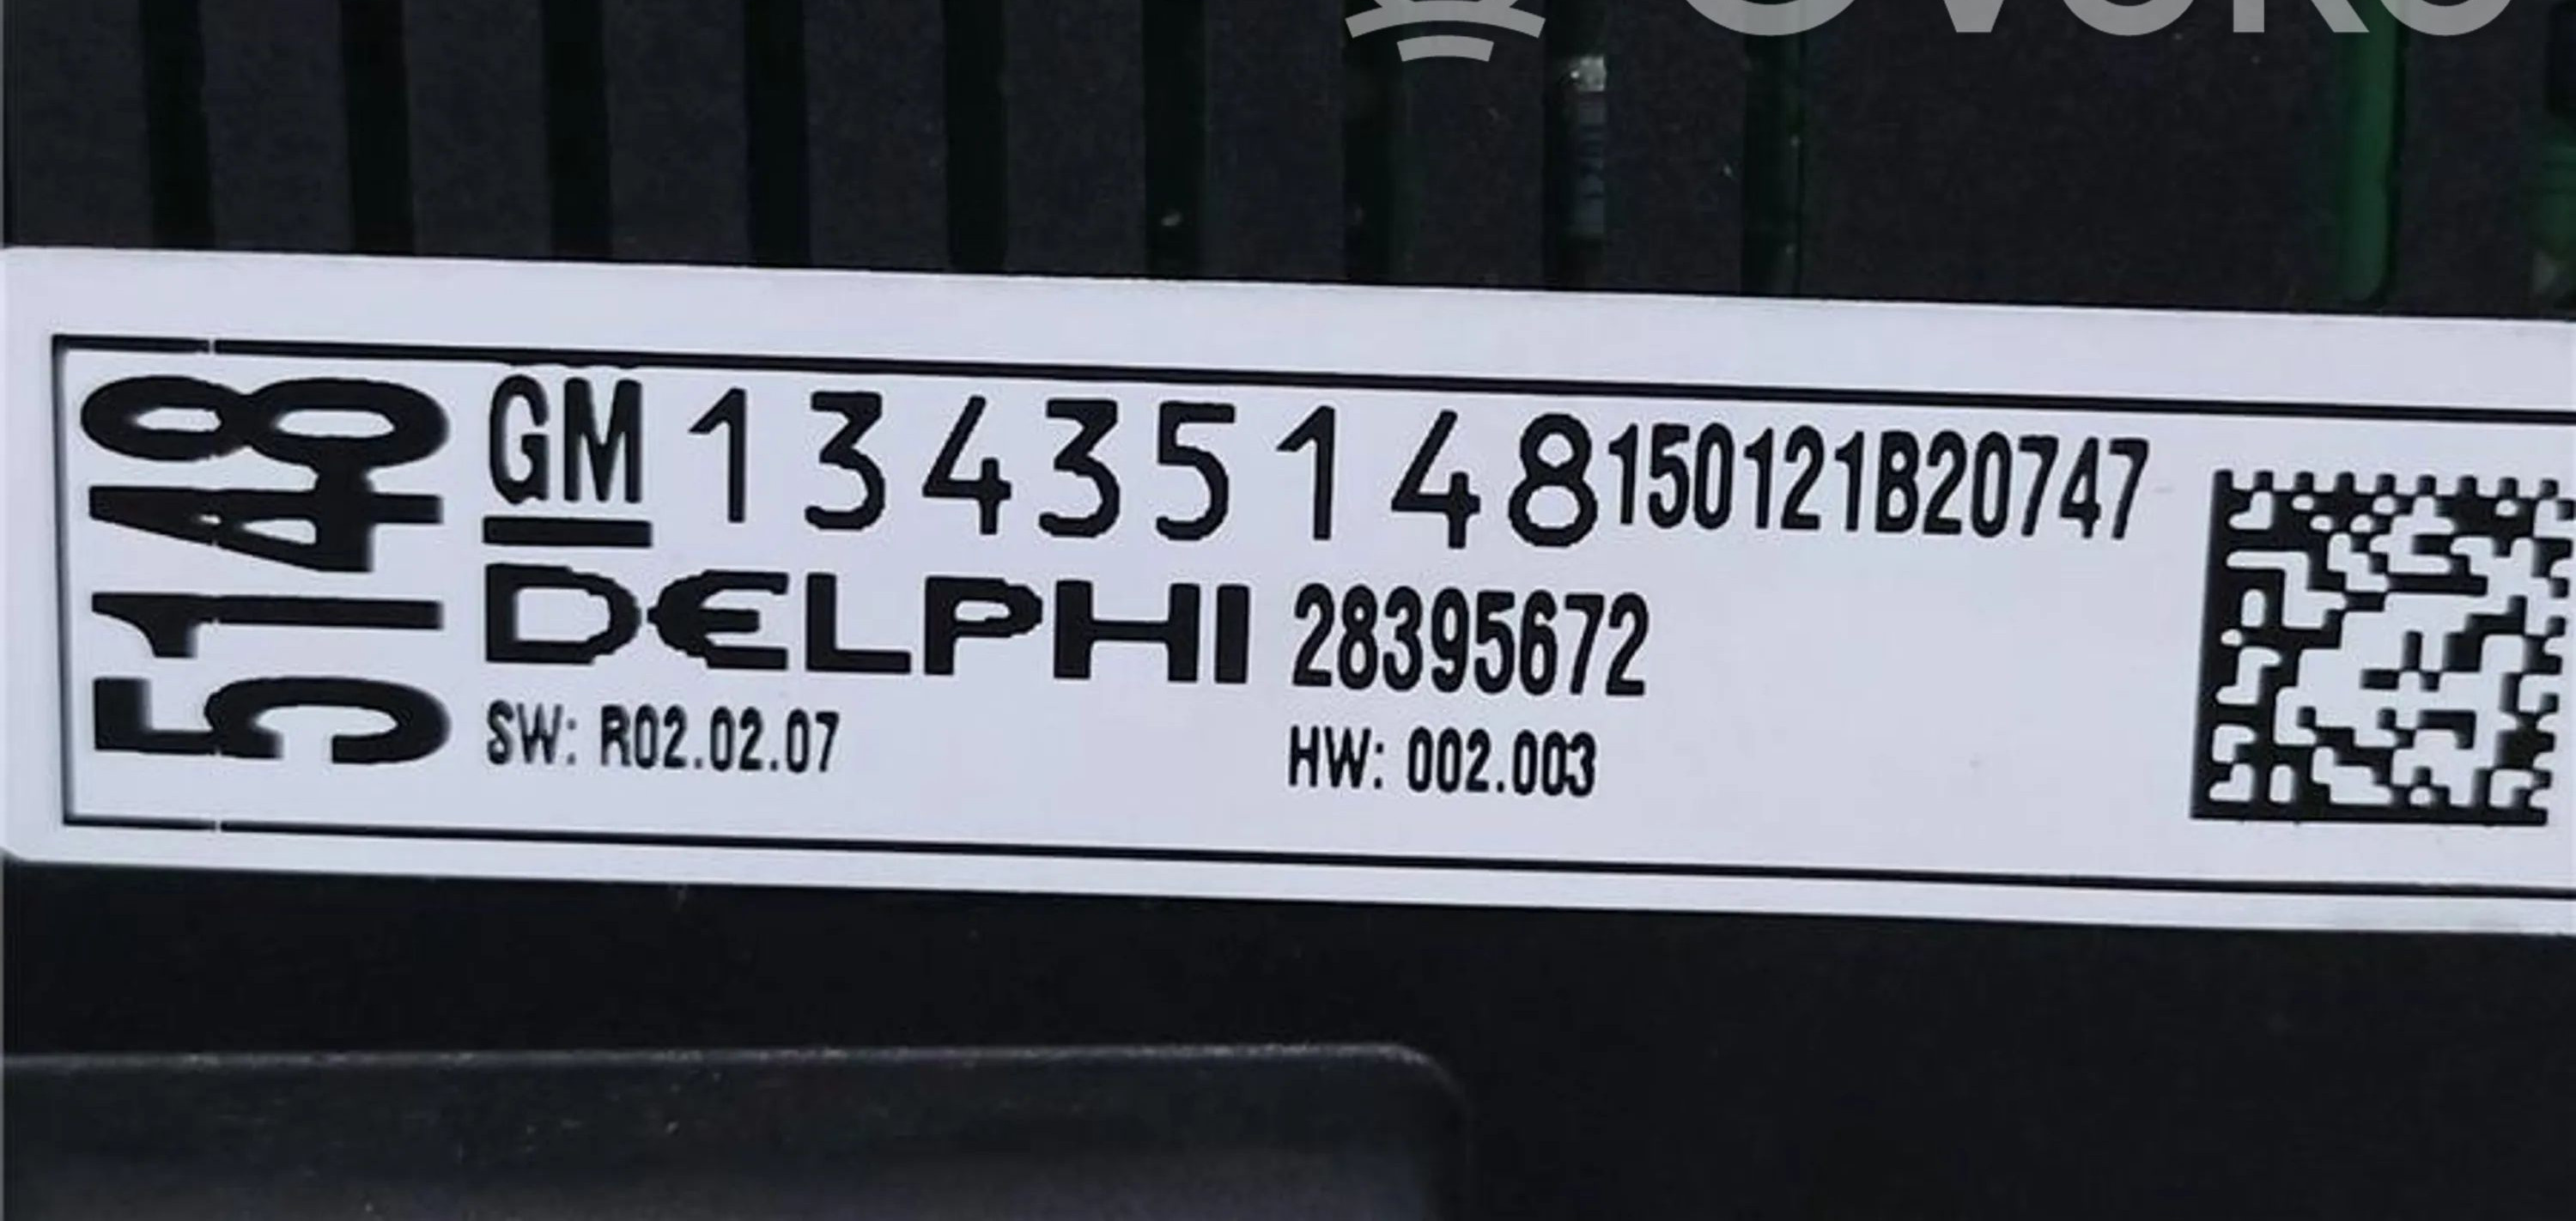 5148
GM 13435148 150121B20747
DELPHI 28395672
SW: R02.02.07 HW: 002.003